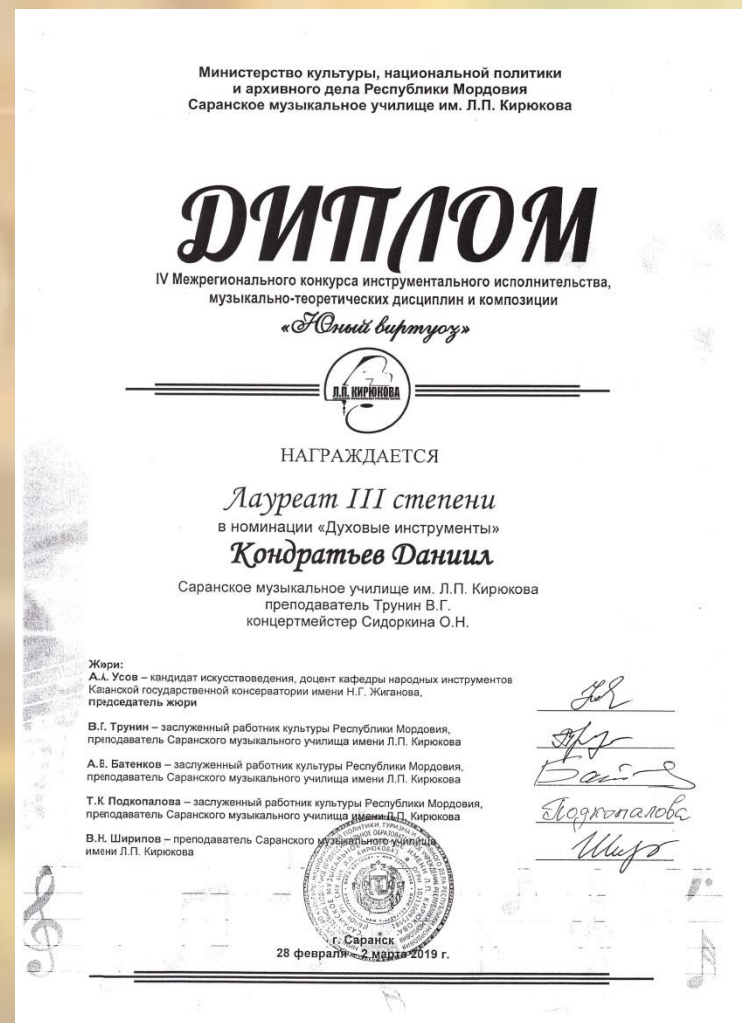 Министерство культуры, национальной политики
и архивного дела Республики Мордовия
Саранское музыкальное училище им. Л.П. Кирюкова
ДИПЛОМ
IV Межрегионального конкурса инструментального исполнительства,
музыкально-теоретических дисциплин и композиции
«Юный виртуоз»
Л.П. КИРЮКОВА
НАГРАЖДАЕТСЯ
Лауреат III степени
в номинации «Духовые инструменты»
Кондратьев Даниил
Саранское музыкальное училище им. Л.П. Кирюкова
преподаватель Трунин В.Г.
концертмейстер Сидоркина О.Н.
Жюри:
А.А. Усов – кандидат искусствоведения, доцент кафедры народных инструментов
Казанской государственной консерватории имени Н.Г. Жиганова,
председатель жюри
В.Г. Трунин – заслуженный работник культуры Республики Мордовия,
преподаватель Саранского музыкального училища имени Л.П. Кирюкова
А.В. Батенков – заслуженный работник культуры Республики Мордовия,
преподаватель Саранского музыкального училища имени Л.П. Кирюкова
Т.К. Подкопалова – заслуженный работник культуры Республики Мордовия,
преподаватель Саранского музыкального училища имени Л.П. Кирюкова
Подкопалова
В.Н. Ширипов – преподаватель Саранского музыкального училища
имени Л.П. Кирюкова
г. Саранск
28 февраля – 2 марта 2019 г.